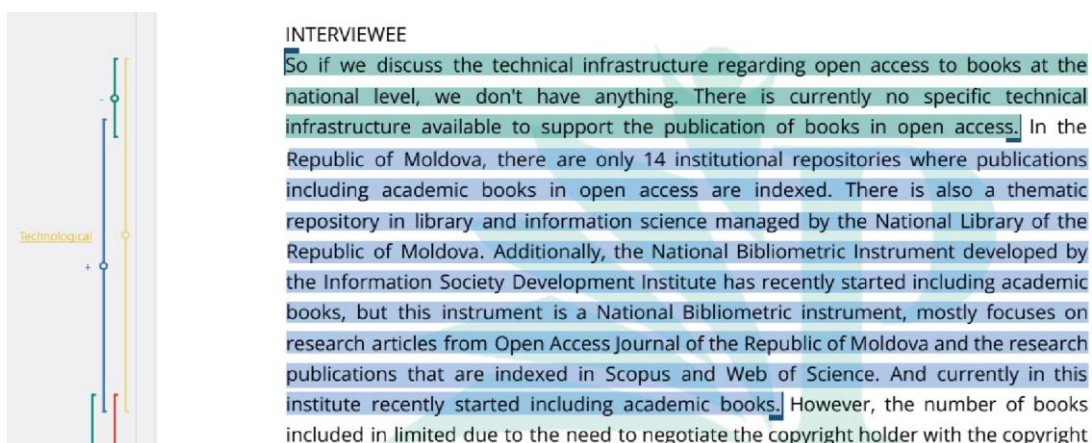 INTERVIEWEE
So if we discuss the technical infrastructure regarding open access to books at the
national level, we don't have anything. There is currently no specific technical
infrastructure available to support the publication of books in open access. In the
Republic of Moldova, there are only 14 institutional repositories where publications
including academic books in open access are indexed. There is also a thematic
repository in library and information science managed by the National Library of the
Technological
Republic of Moldova. Additionally, the National Bibliometric Instrument developed by
the Information Society Development Institute has recently started including academic
books, but this instrument is a National Bibliometric instrument, mostly focuses on
research articles from Open Access Journal of the Republic of Moldova and the research
publications that are indexed in Scopus and Web of Science. And currently in this
institute recently started including academic books. However, the number of books
included in limited due to the need to negotiate the copyright holder with the copyright